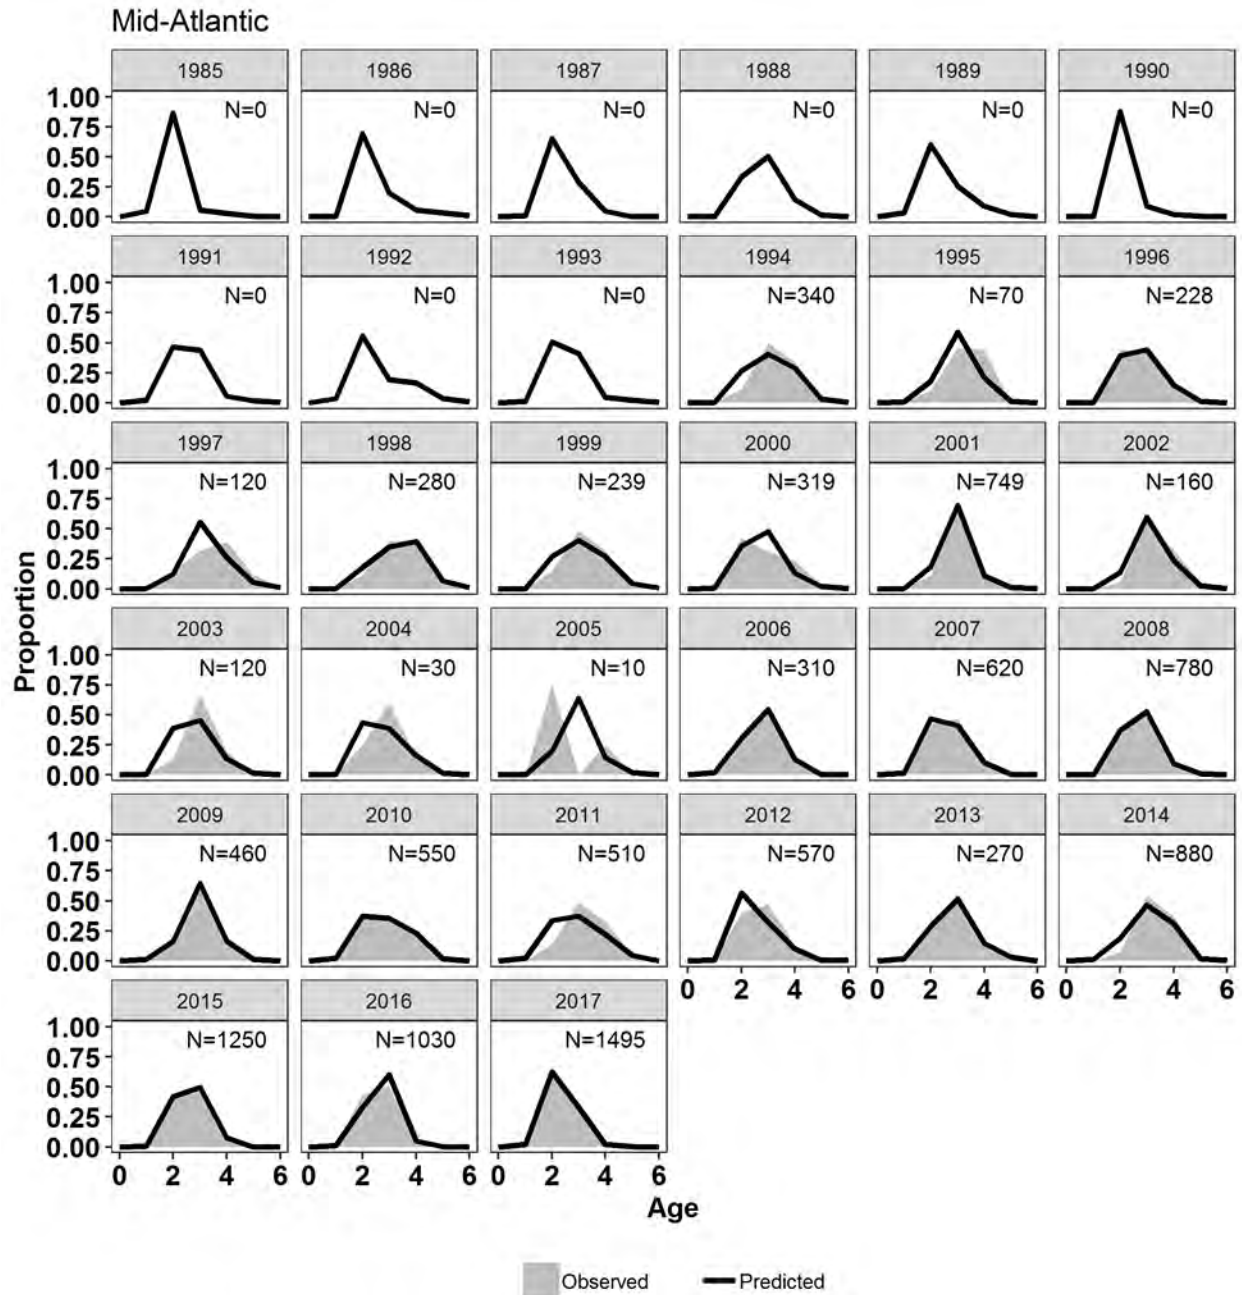 Mid-Atlantic
1985 1986 1987 1988 1989 1990
1.00 N=0 N=0 N=0 N=0 N=0 N=0
0.75
0.50
0.25
0.00
1991 1992 1993 1994 1995 1996
1.00 N=0 N=0 N=0 N=340 N=70 N=228
0.75
0.50
0.25
0.00
1997 1998 1999 2000 2001 2002
1.00 N=120 N=280 N=239 N=319 N=749 N=160
0.75
0.50
0.25
0.00
Proportion
2003 2004 2005 2006 2007 2008
1.00 N=120 N=30 N=10 N=310 N=620 N=780
0.75
0.50
0.25
0.00
2009 2010 2011 2012 2013 2014
1.00 N=460 N=550 N=510 N=570 N=270 N=880
0.75
0.50
0.25
0.00
0 2 4 6 0 2 4 6 0 2 4 6
2015 2016 2017
1.00 N=1250 N=1030 N=1495
0.75
0.50
0.25
0.00
0 2 4 6 0 2 4 6 0 2 4 6
Age
Observed Predicted